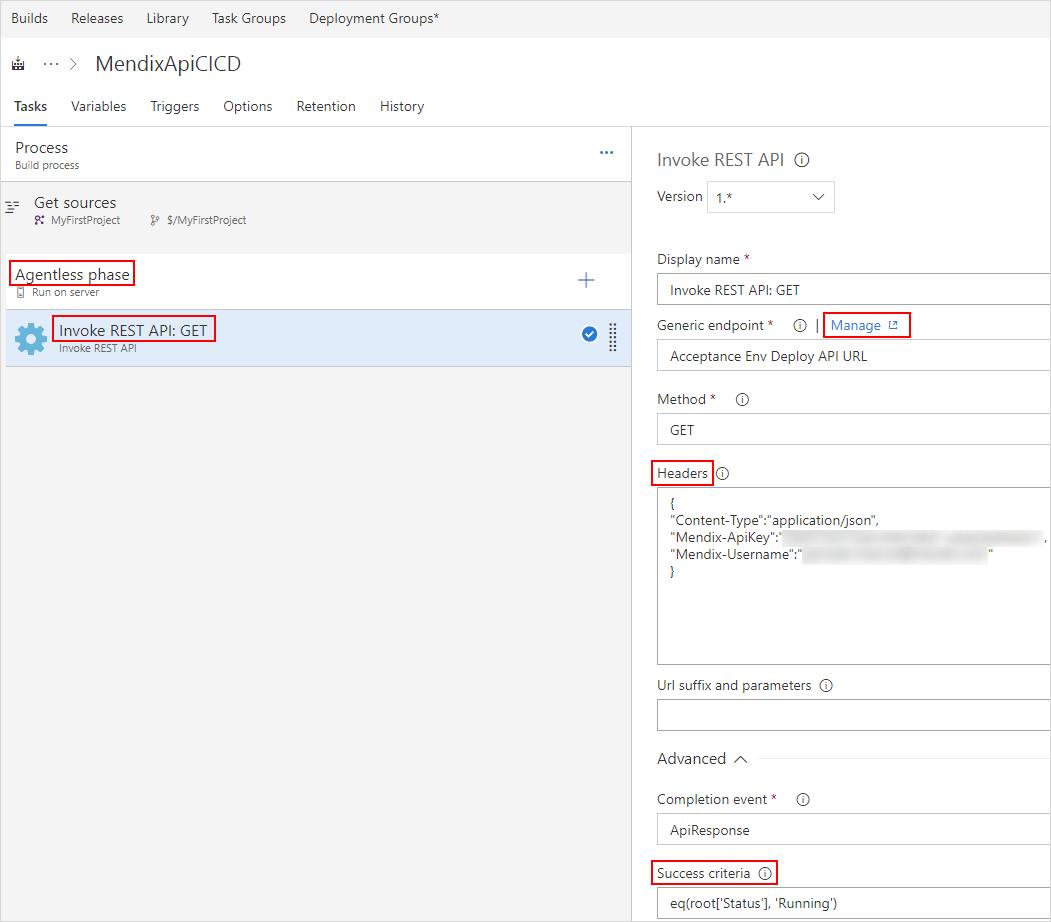 Builds Releases Library Task Groups Deployment Groups*
... > MendixApiCICD
Tasks Variables Triggers Options Retention History
Process
Build process
...
Get sources
MyFirstProject $/MyFirstProject
Agentless phase
Run on server
Invoke REST API: GET
Invoke REST API
Invoke REST API
Version 1.*
Display name *
Invoke REST API: GET
Generic endpoint * | Manage
Acceptance Env Deploy API URL
Method *
GET
Headers
{
"Content-Type":"application/json",
"Mendix-ApiKey":" ,
"Mendix-Username":" "
}
Url suffix and parameters
Advanced
Completion event *
ApiResponse
Success criteria
eq(root['Status'], 'Running')